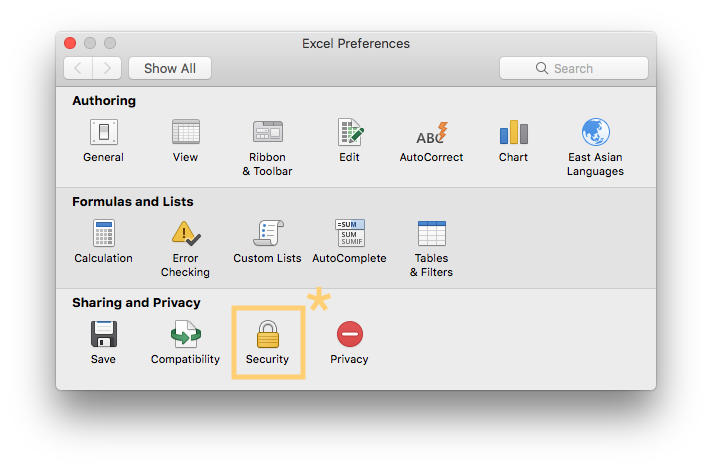 Excel Preferences
Show All
Search
Authoring
General
View
Ribbon
& Toolbar
Edit
ABC
AutoCorrect
Chart
East Asian
Languages
Formulas and Lists
Calculation
Error
Checking
Custom Lists
=SUM
SUM
SUMIF
AutoComplete
Tables
& Filters
Sharing and Privacy
*
Save
Compatibility
Security
Privacy